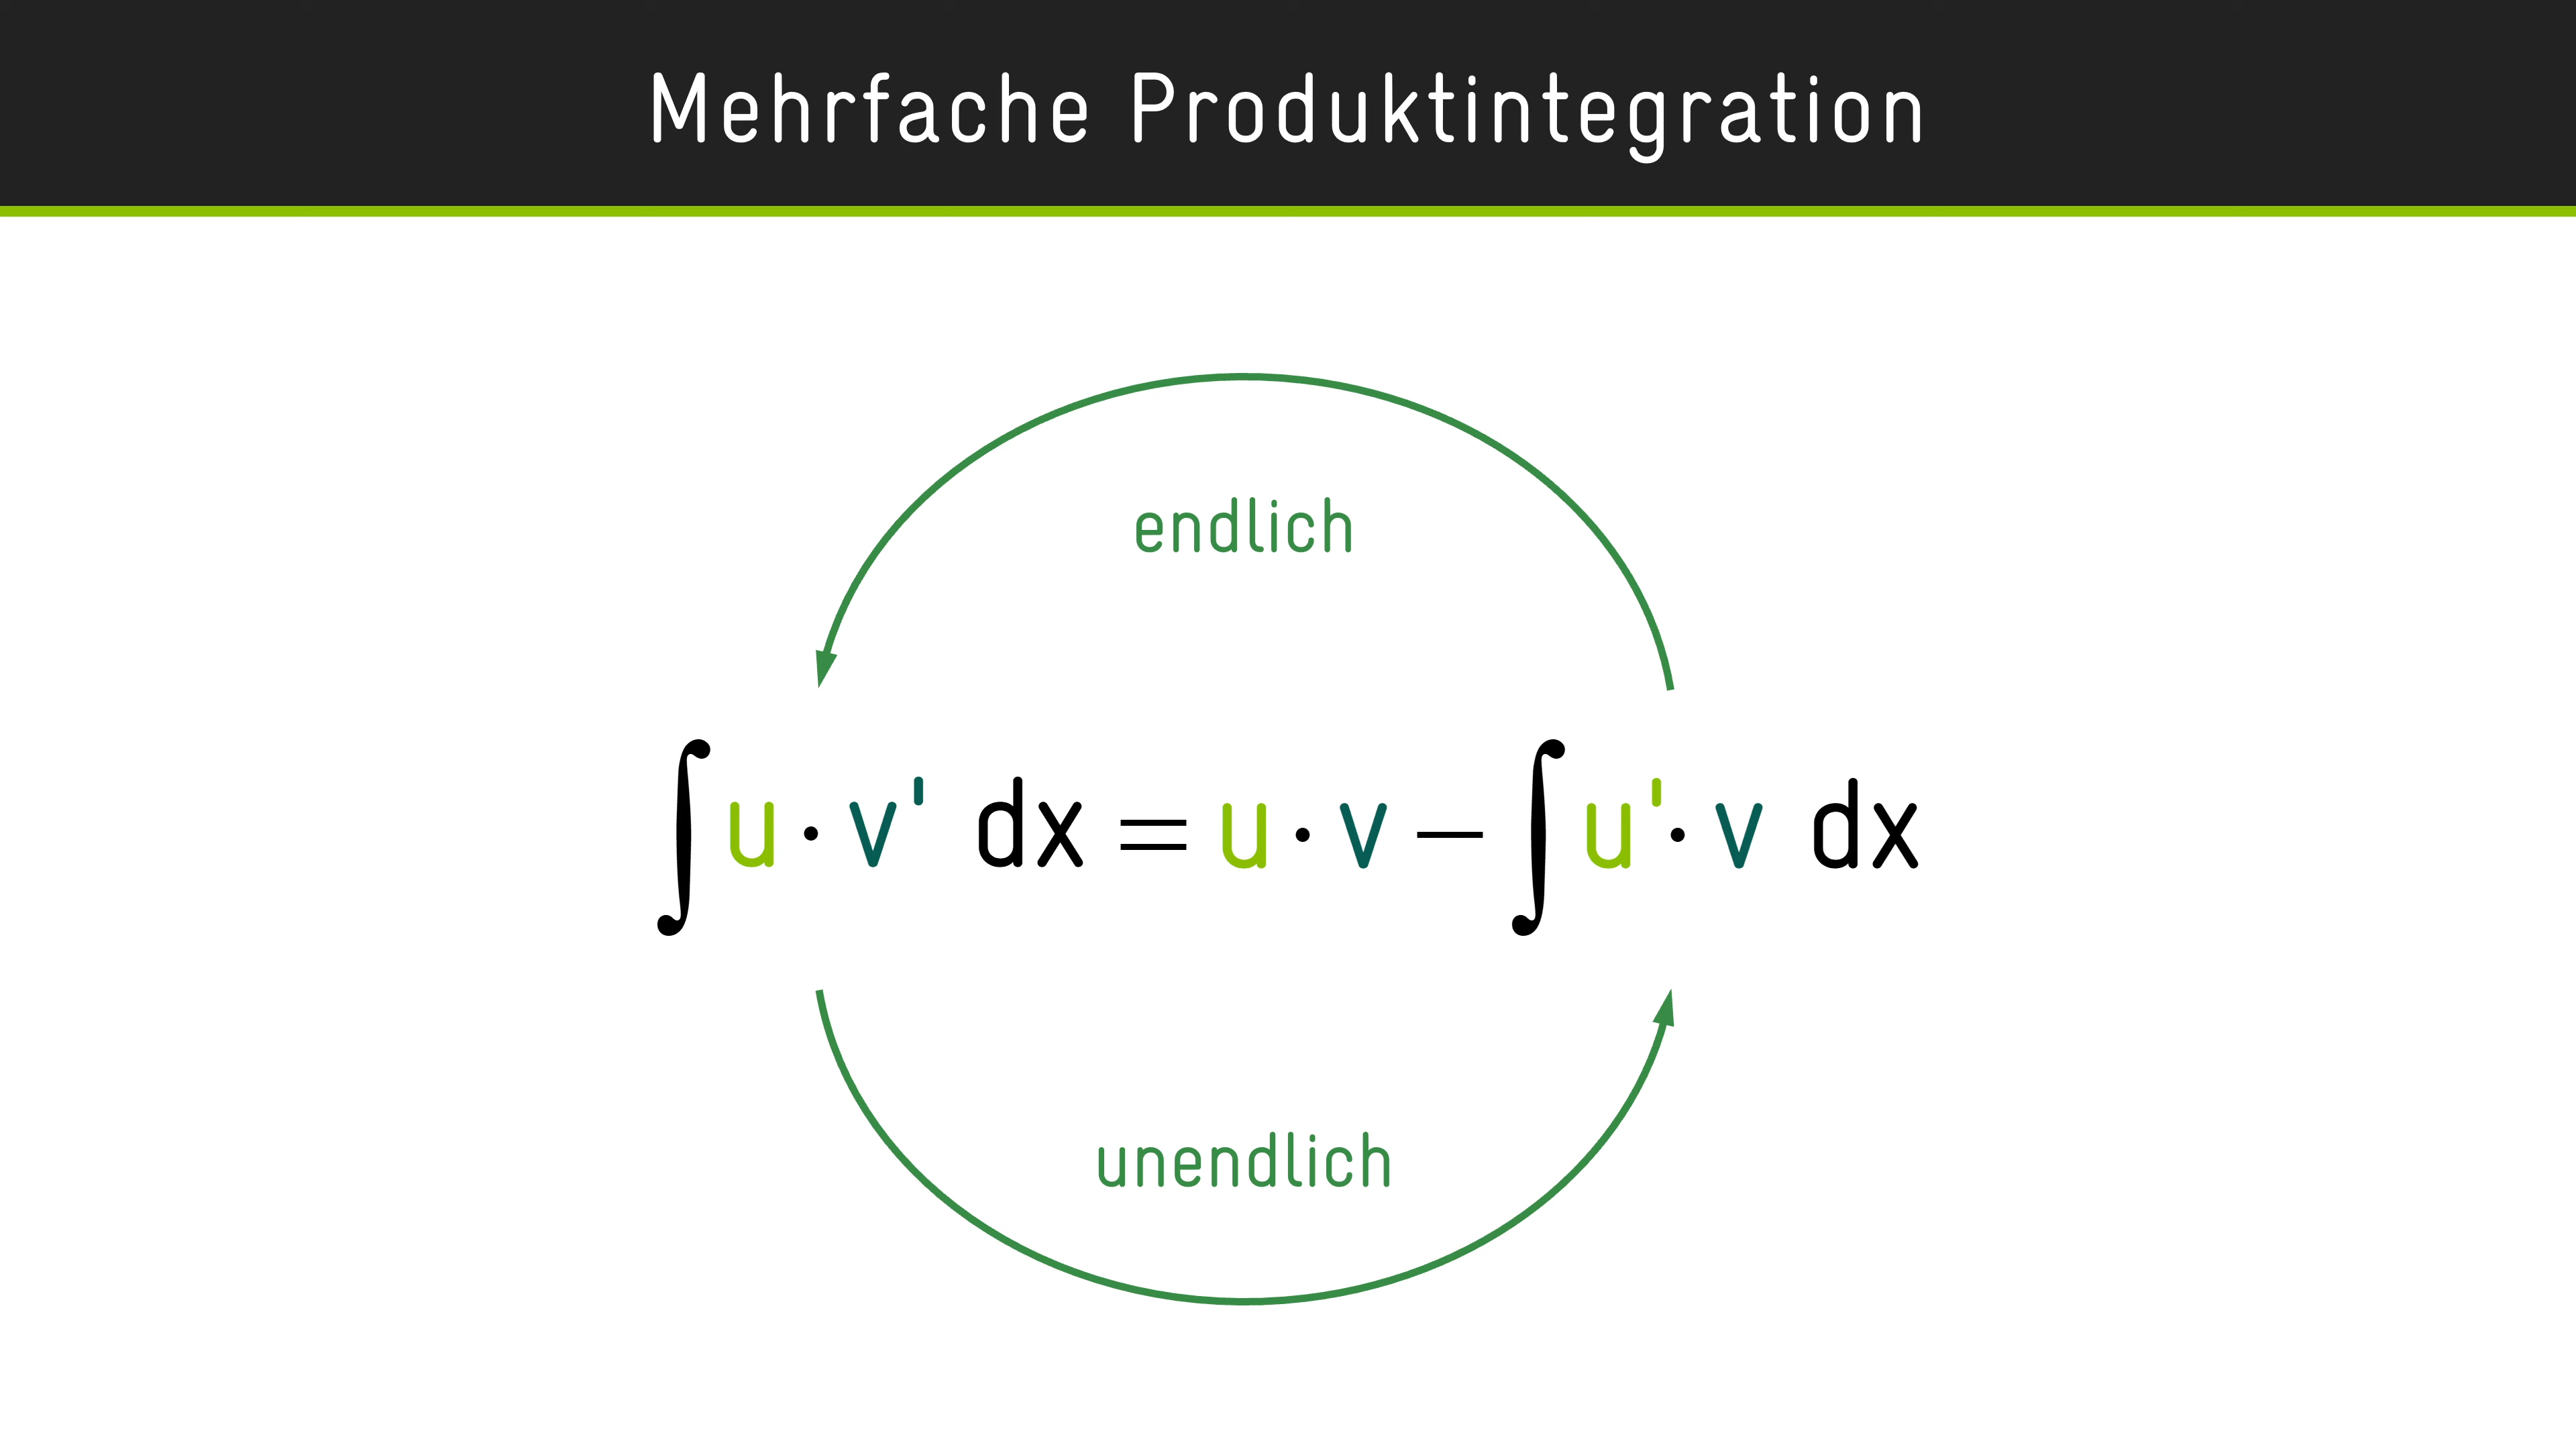 Mehrfache Produktintegration
endlich
∫ u · v' dx = u · v − ∫ u' · v dx
unendlich